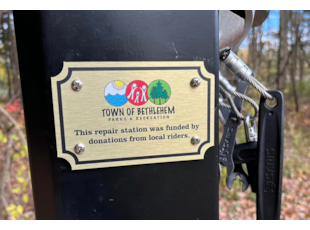 TOWN OF BETHLEHEM
PARKS & RECREATION
This repair station was funded by
donations from local riders.